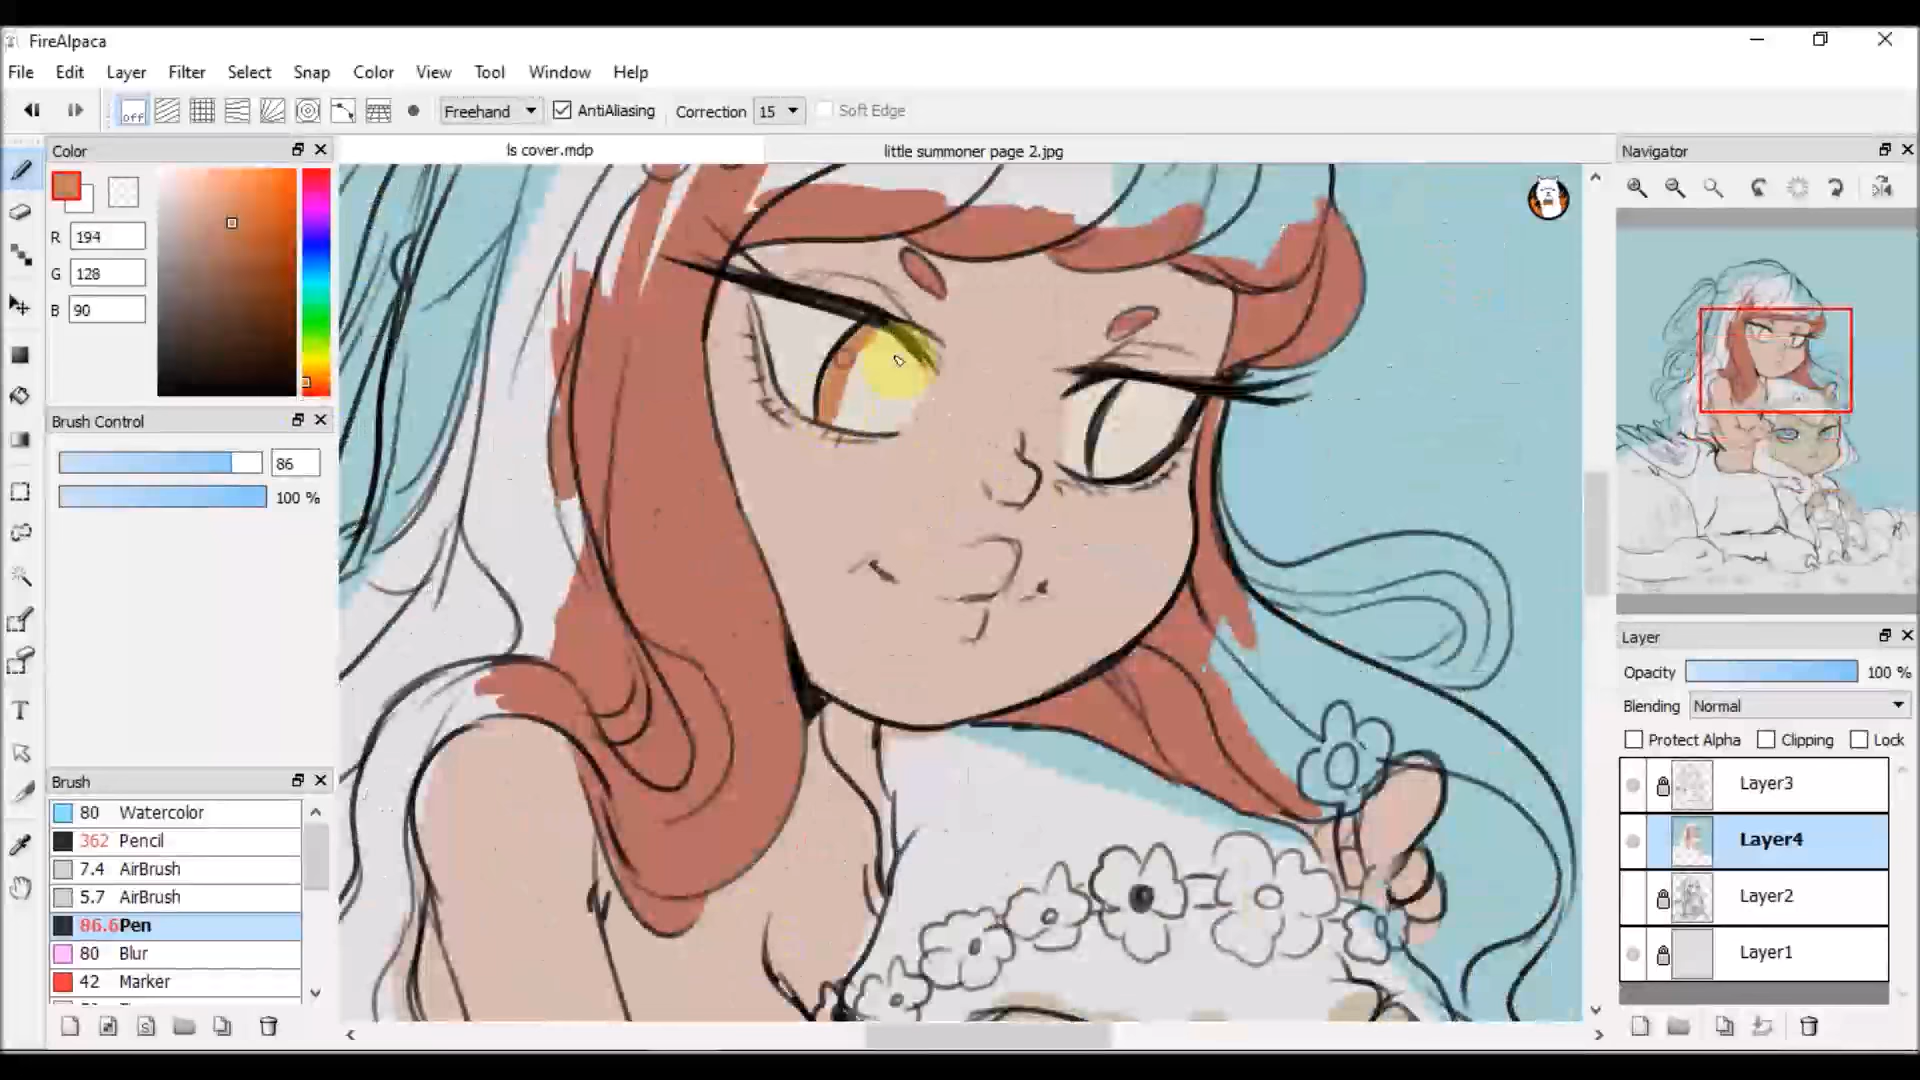 FireAlpaca
File Edit Layer Filter Select Snap Color View Tool Window Help
off Freehand AntiAliasing Correction 15 Soft Edge
Color
ls cover.mdp
little summoner page 2.jpg
Navigator
R 194
G 128
B 90
Brush Control
86
100 %
Layer
Opacity 100 %
Blending Normal
Protect Alpha Clipping Lock
Layer3
Layer4
Layer2
Layer1
Brush
80 Watercolor
362 Pencil
7.4 AirBrush
5.7 AirBrush
86.6 Pen
80 Blur
42 Marker